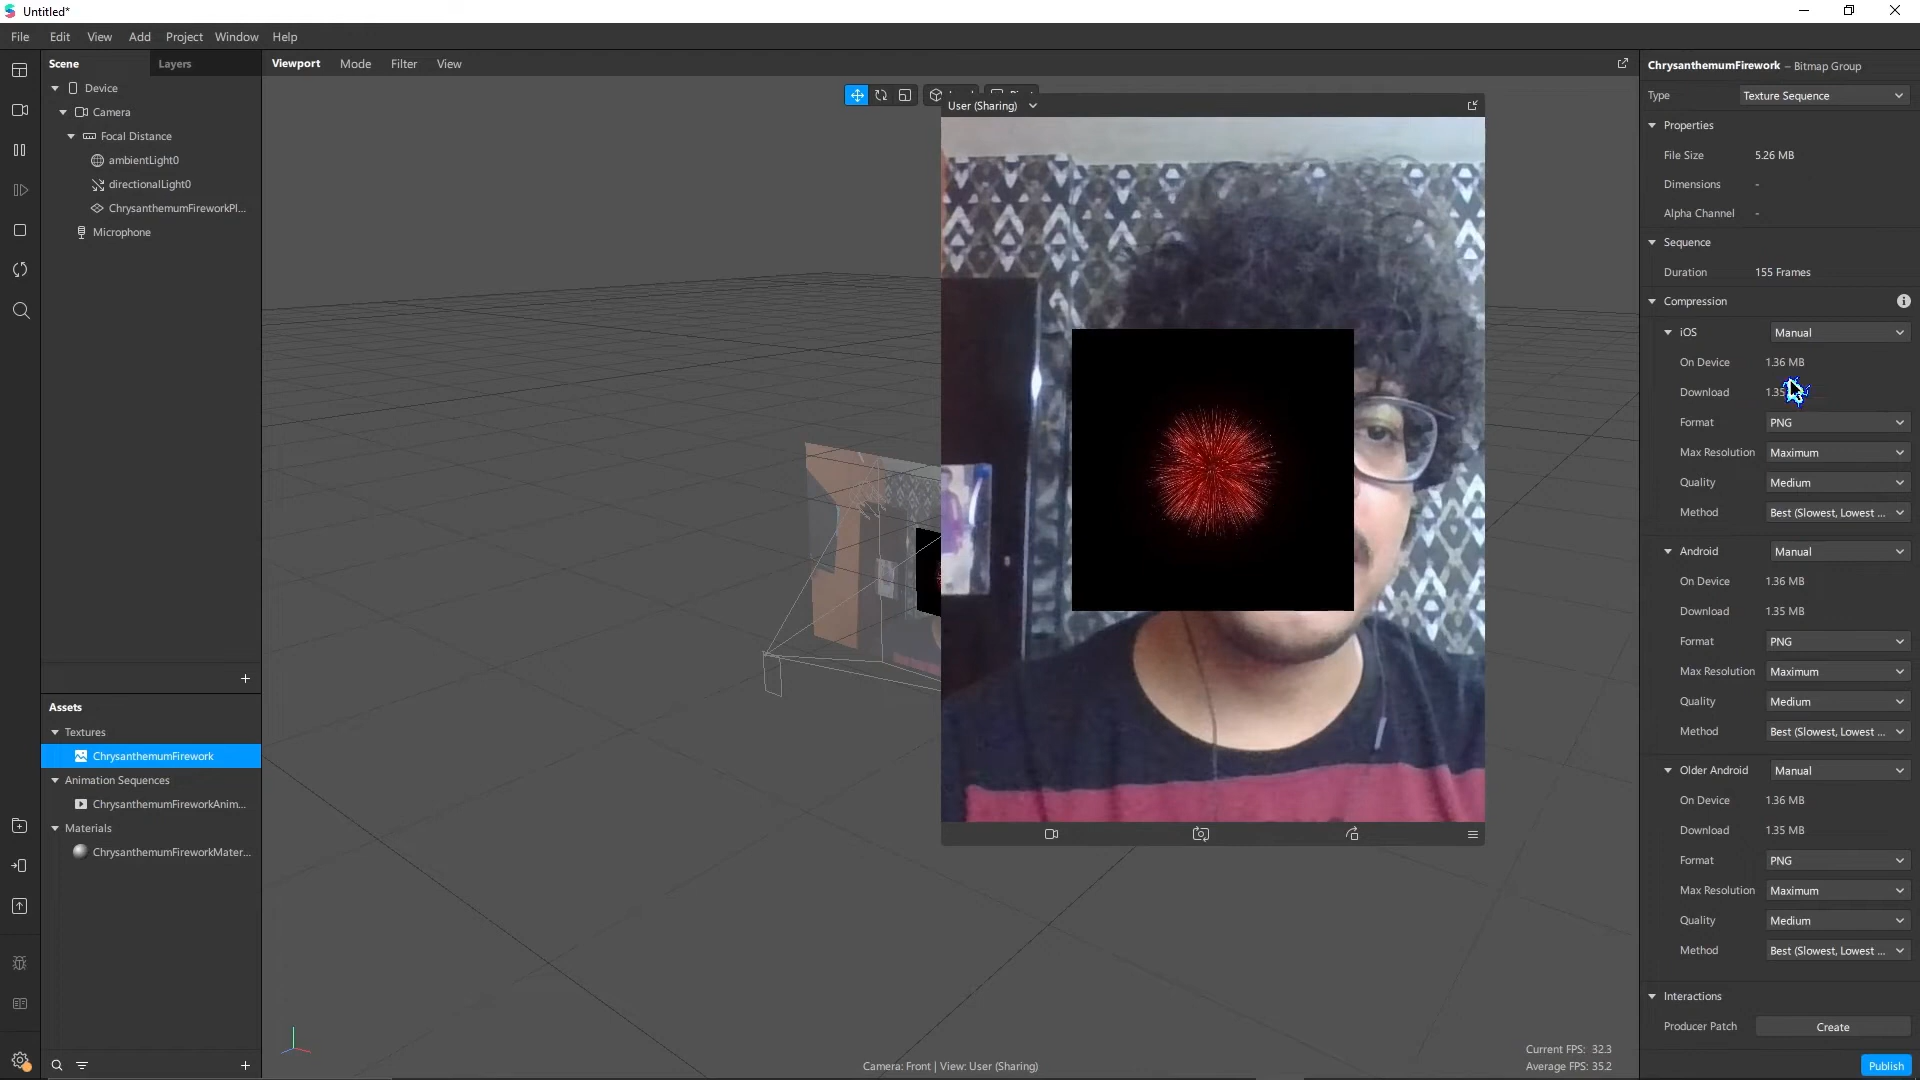 Untitled*
File Edit View Add Project Window Help
Scene Layers
Device
Camera
Focal Distance
ambientLight0
directionalLight0
ChrysanthemumFireworkPl...
Microphone
Assets
Textures
ChrysanthemumFirework
Animation Sequences
ChrysanthemumFireworkAnim...
Materials
ChrysanthemumFireworkMater...
Viewport Mode Filter View
User (Sharing)
Camera: Front | View: User (Sharing)
Current FPS: 32.3
Average FPS: 35.2
ChrysanthemumFirework – Bitmap Group
Type Texture Sequence
Properties
File Size 5.26 MB
Dimensions -
Alpha Channel -
Sequence
Duration 155 Frames
Compression
iOS Manual
On Device 1.36 MB
Download 1.35
Format PNG
Max Resolution Maximum
Quality Medium
Method Best (Slowest, Lowest ...
Android Manual
On Device 1.36 MB
Download 1.35 MB
Format PNG
Max Resolution Maximum
Quality Medium
Method Best (Slowest, Lowest ...
Older Android Manual
On Device 1.36 MB
Download 1.35 MB
Format PNG
Max Resolution Maximum
Quality Medium
Method Best (Slowest, Lowest ...
Interactions
Producer Patch Create
Publish